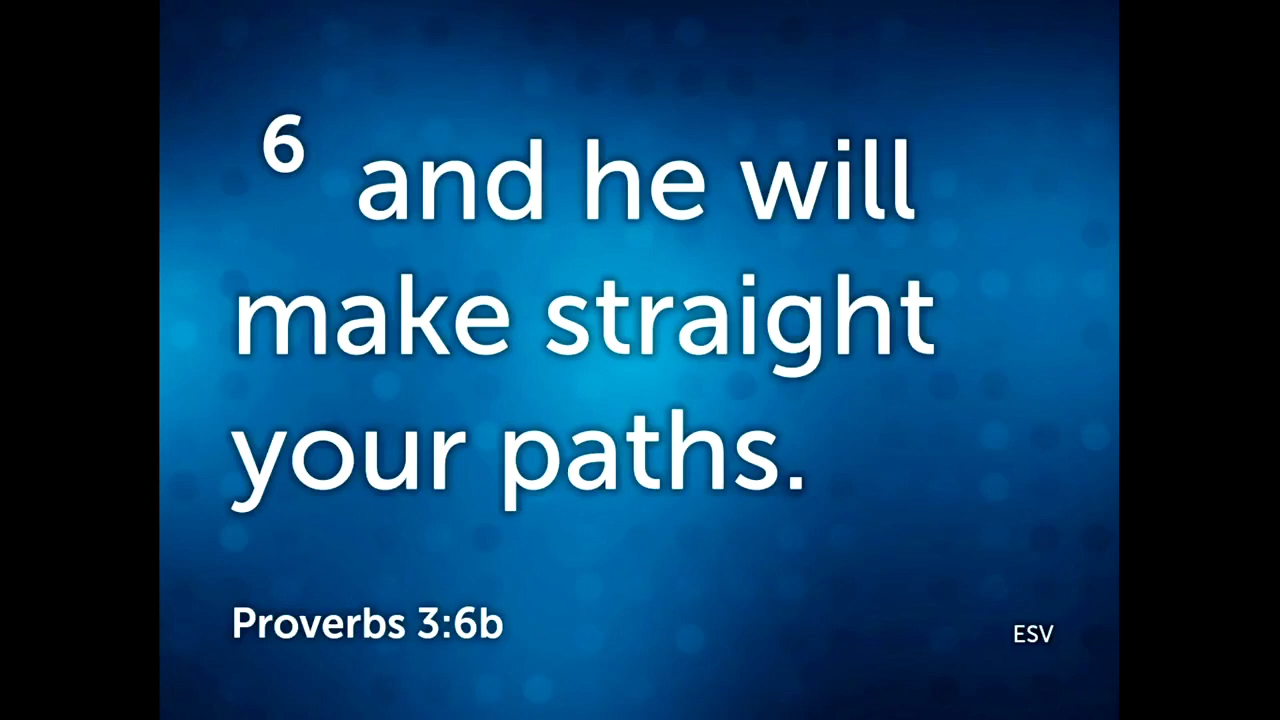 6 and he will
make straight
your paths.
Proverbs 3:6b
ESV